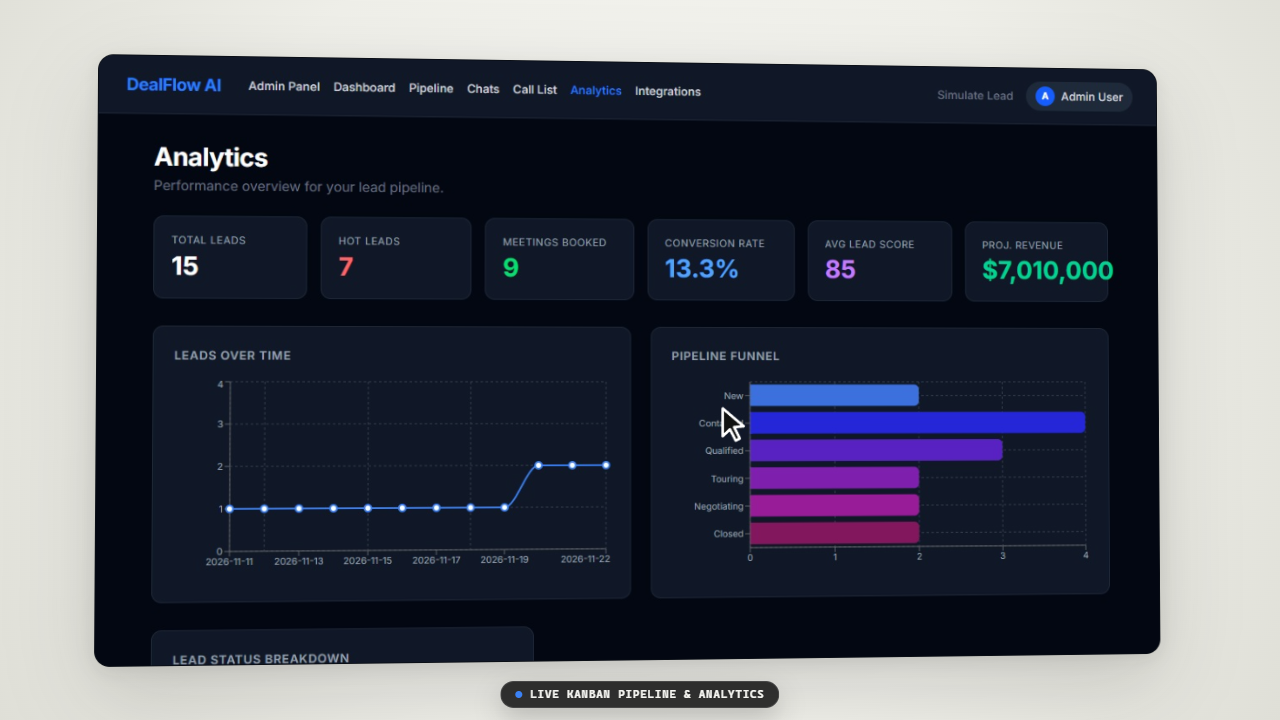 DealFlow AI
Admin Panel Dashboard Pipeline Chats Call List Analytics Integrations
Simulate Lead
A Admin User
Analytics
Performance overview for your lead pipeline.
TOTAL LEADS
15
HOT LEADS
7
MEETINGS BOOKED
9
CONVERSION RATE
13.3%
AVG LEAD SCORE
85
PROJ. REVENUE
$7,010,000
LEADS OVER TIME
4
3
2
1
0
2026-11-11 2026-11-13 2026-11-15 2026-11-17 2026-11-19 2026-11-22
PIPELINE FUNNEL
New
Qualified
Touring
Negotiating
Closed
0 1 2 3 4
LEAD STATUS BREAKDOWN
LIVE KANBAN PIPELINE & ANALYTICS